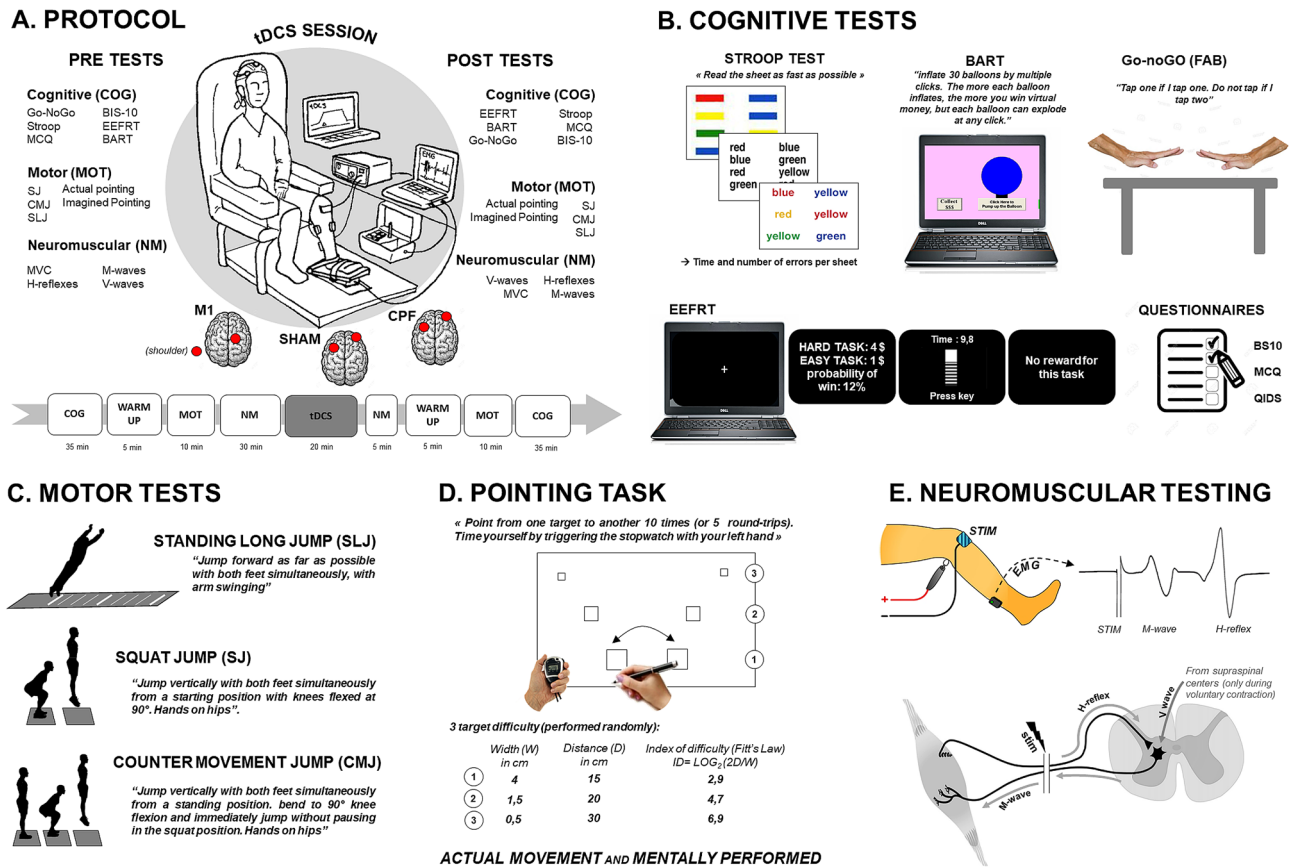 A. PROTOCOL
tDCS SESSION
PRE TESTS
Cognitive (COG)
Go-NoGo BIS-10
Stroop EEFRT
MCQ BART
Motor (MOT)
SJ Actual pointing
CMJ Imagined Pointing
SLJ
Neuromuscular (NM)
MVC M-waves
H-reflexes V-waves
tDCS
EMG
POST TESTS
Cognitive (COG)
EEFRT Stroop
BART MCQ
Go-NoGo BIS-10
Motor (MOT)
Actual pointing SJ
Imagined Pointing CMJ
SLJ
Neuromuscular (NM)
V-waves H-reflexes
MVC M-waves
M1
(shoulder)
SHAM
CPF
COG WARM UP MOT NM tDCS NM WARM UP MOT COG
35 min 5 min 10 min 30 min 20 min 5 min 5 min 10 min 35 min
B. COGNITIVE TESTS
STROOP TEST
« Read the sheet as fast as possible »
red blue
blue green
red yellow
green
blue yellow
red yellow
yellow green
→ Time and number of errors per sheet
BART
"inflate 30 balloons by multiple
clicks. The more each balloon
inflates, the more you win virtual
money, but each balloon can explode
at any click."
Collect
$$$
Click Here to
Pump up the Balloon
DELL
Go-noGO (FAB)
"Tap one if I tap one. Do not tap if I
tap two"
EEFRT
+
DELL
HARD TASK: 4 $
EASY TASK: 1 $
probability of
win: 12%
Time : 9,8
Press key
No reward for
this task
QUESTIONNAIRES
BS10
MCQ
QIDS
C. MOTOR TESTS
STANDING LONG JUMP (SLJ)
"Jump forward as far as possible
with both feet simultaneously, with
arm swinging"
SQUAT JUMP (SJ)
"Jump vertically with both feet simultaneously
from a starting position with knees flexed at
90°. Hands on hips".
COUNTER MOVEMENT JUMP (CMJ)
"Jump vertically with both feet simultaneously
from a standing position. bend to 90° knee
flexion and immediately jump without pausing
in the squat position. Hands on hips"
D. POINTING TASK
« Point from one target to another 10 times (or 5 round-trips).
Time yourself by triggering the stopwatch with your left hand »
3
2
1
3 target difficulty (performed randomly):
Width (W) Distance (D) Index of difficulty (Fitt's Law)
in cm in cm ID= LOG2(2D/W)
1 4 15 2,9
2 1,5 20 4,7
3 0,5 30 6,9
ACTUAL MOVEMENT AND MENTALLY PERFORMED
E. NEUROMUSCULAR TESTING
STIM
EMG
+
-
STIM M-wave H-reflex
From supraspinal
centers (only during
voluntary contraction)
H-reflex
V wave
stim
M-wave